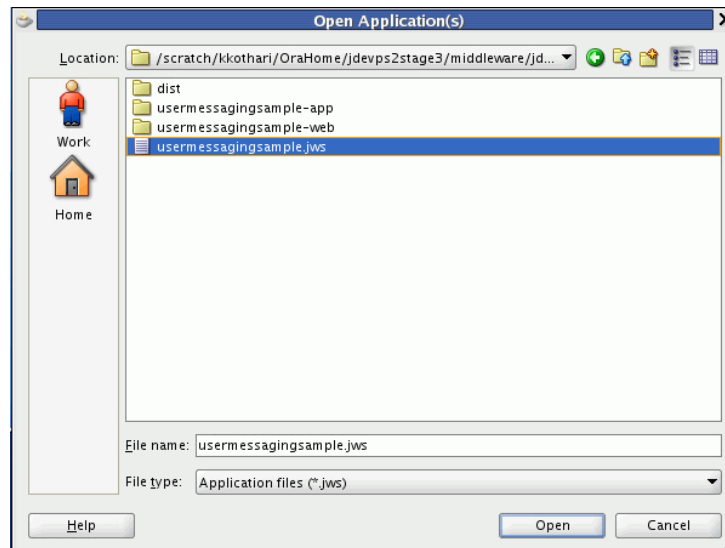 Open Application(s)
Location: /scratch/kkothari/OraHome/jdevps2stage3/middleware/jd...
Work
Home
dist
usermessagingsample-app
usermessagingsample-web
usermessagingsample.jws
File name: usermessagingsample.jws
File type: Application files (*.jws)
Help Open Cancel